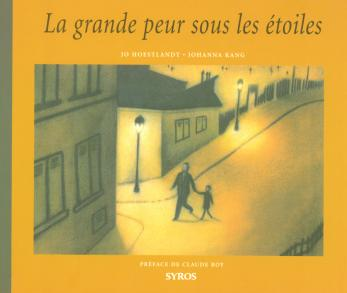 La grande peur sous les étoiles
JO HOESTLANDT • JOHANNA KANG
PRÉFACE DE CLAUDE ROY
SYROS